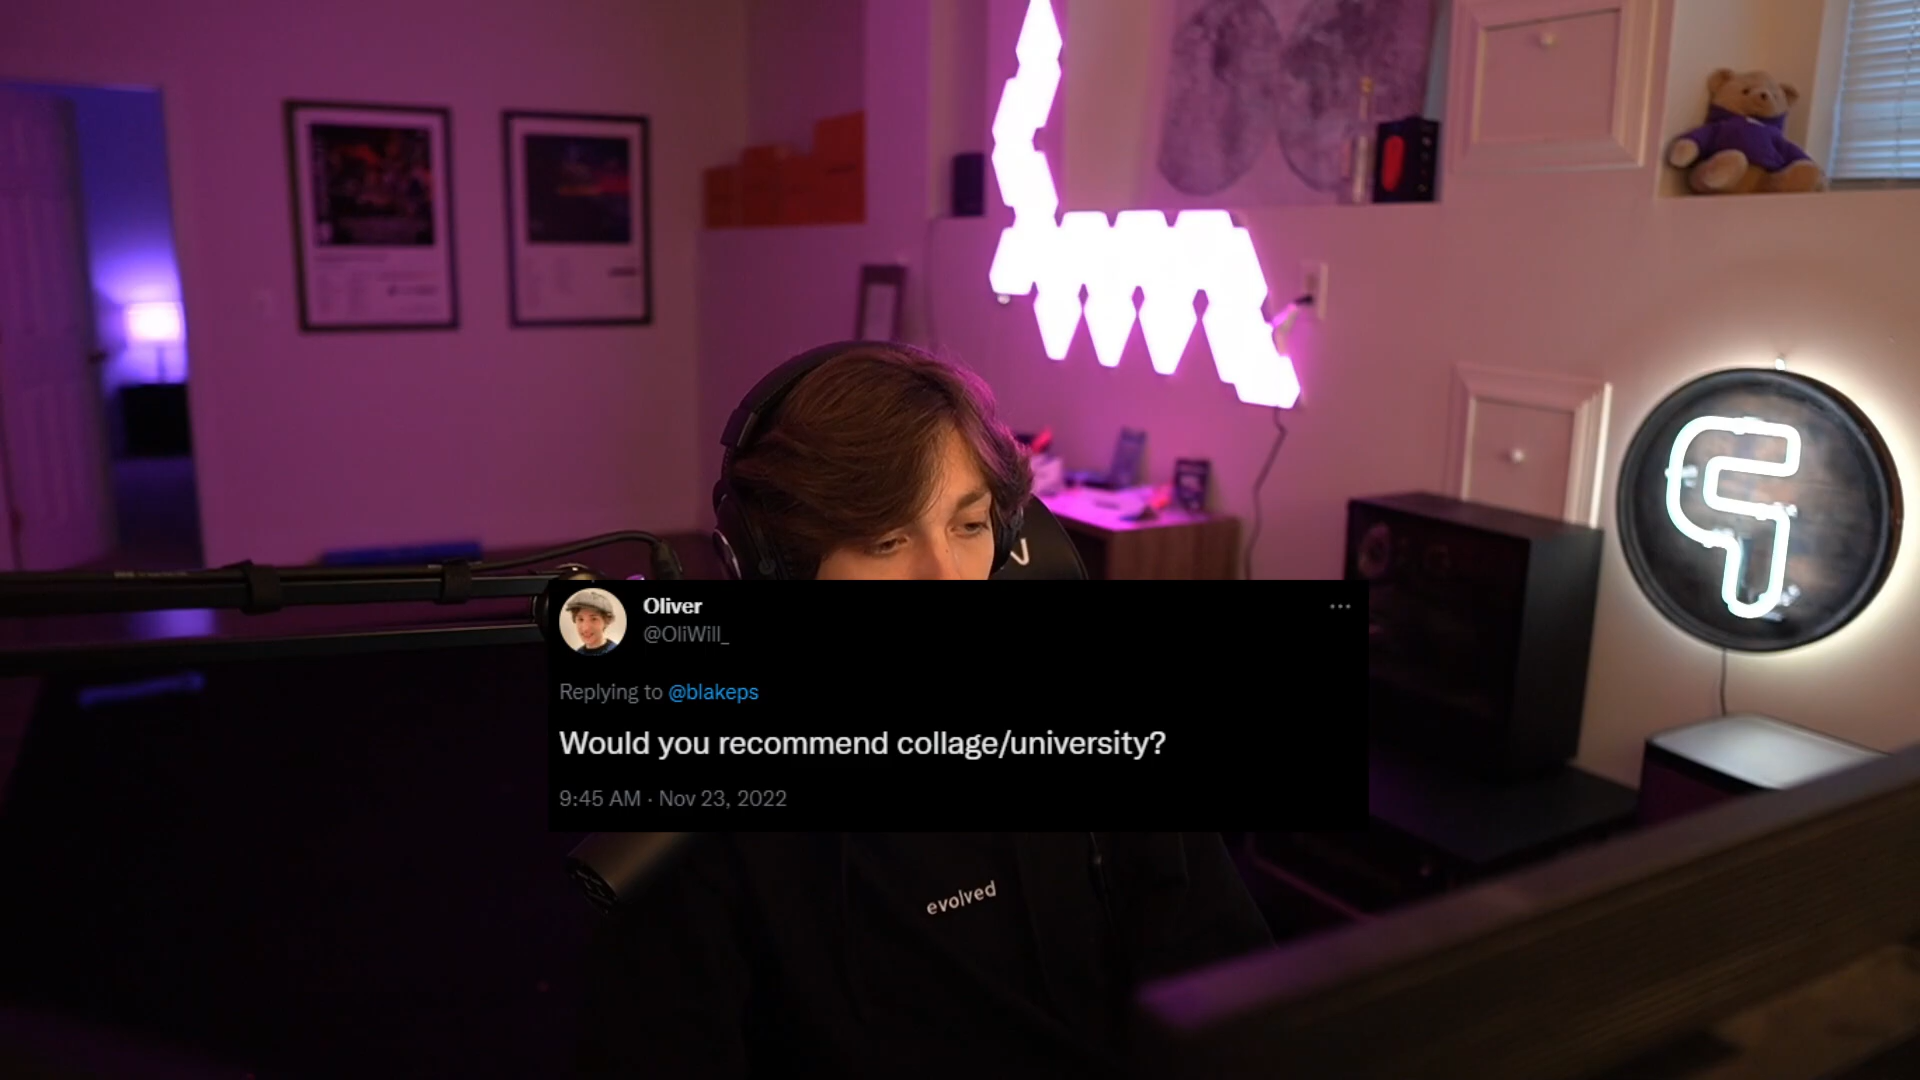 Oliver
@OliWill_
Replying to @blakeps
Would you recommend collage/university?
9:45 AM · Nov 23, 2022
evolved